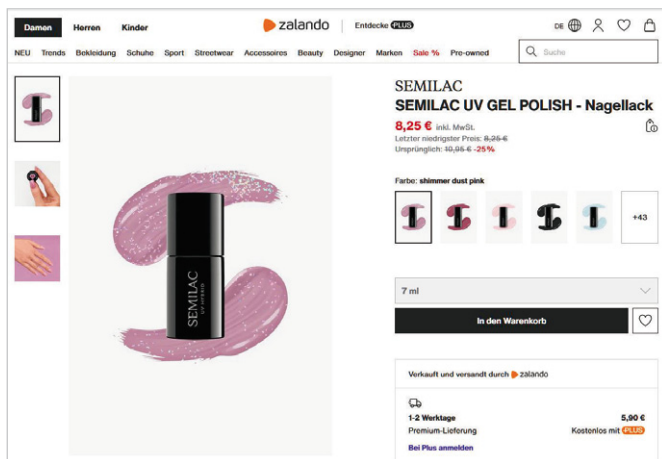 Damen Herren Kinder zalando Entdecke PLUS DE
NEU Trends Bekleidung Schuhe Sport Streetwear Accessoires Beauty Designer Marken Sale % Pre-owned Suche
SEMILAC
SEMILAC UV GEL POLISH - Nagellack
8,25 € inkl. MwSt.
Letzter niedrigster Preis: 8,25 €
Ursprünglich: 10,95 € -25%
Farbe: shimmer dust pink
+43
SEMILAC
UV HYBRID
7 ml
In den Warenkorb
Verkauft und versandt durch zalando
1-2 Werktage 5,90 €
Premium-Lieferung Kostenlos mit PLUS
Bei Plus anmelden